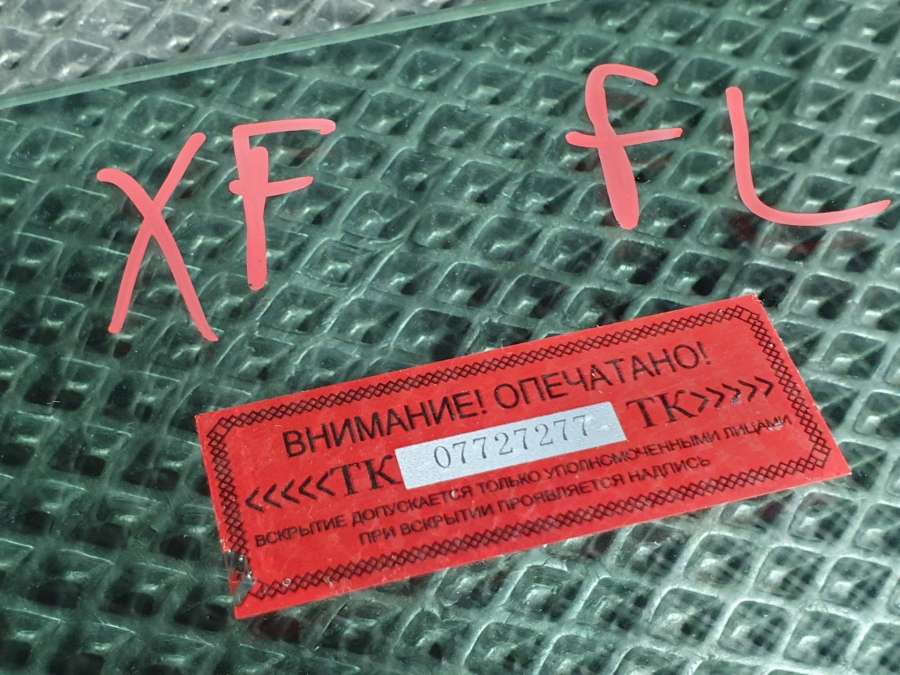 XF fL
ВНИМАНИЕ! ОПЕЧАТАНО!
<<<<<ТК 07727277 ТК>>>>>
ВСКРЫТИЕ ДОПУСКАЕТСЯ ТОЛЬКО УПОЛНОМОЧЕННЫМИ ЛИЦАМИ
ПРИ ВСКРЫТИИ ПРОЯВЛЯЕТСЯ НАДПИСЬ